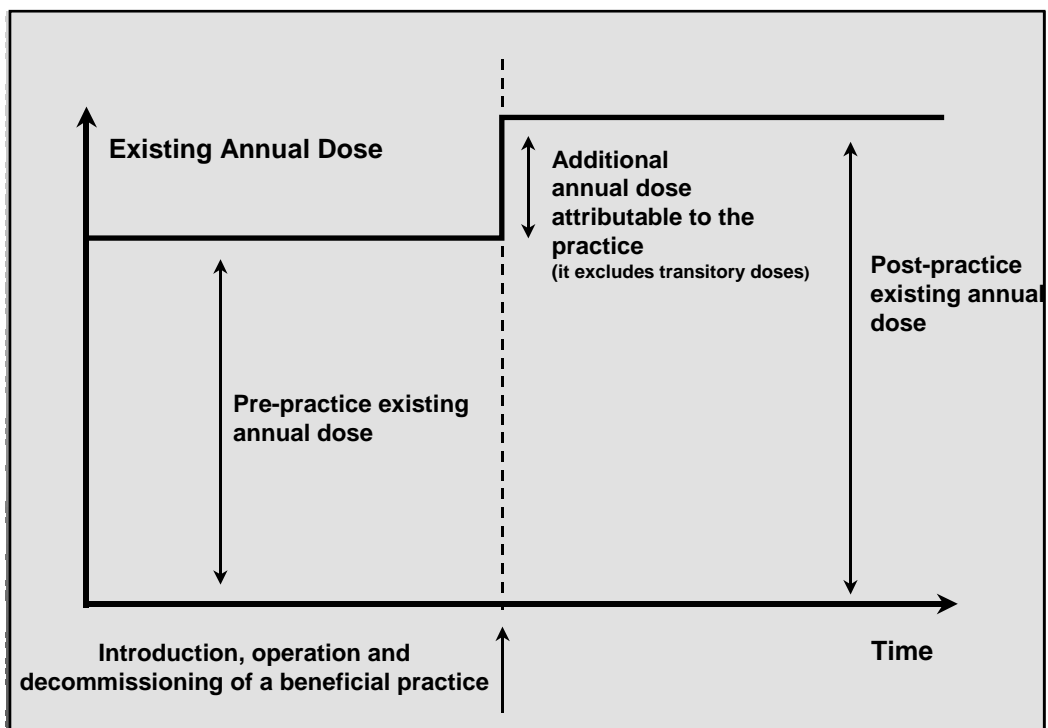 Existing Annual Dose
Additional
annual dose
attributable to the
practice
(it excludes transitory doses)
Post-practice
existing annual
dose
Pre-practice existing
annual dose
Time
Introduction, operation and
decommissioning of a beneficial practice